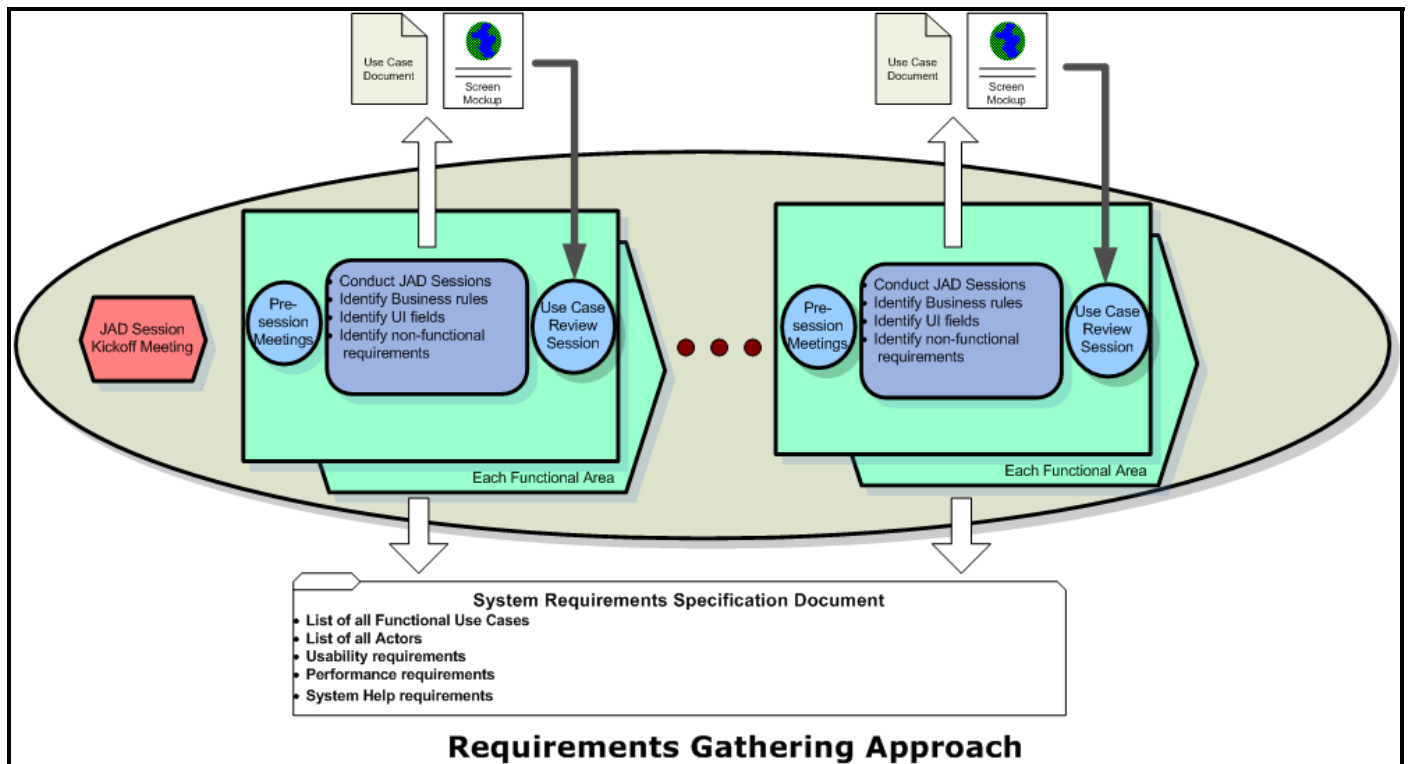 Use Case
Document
Screen
Mockup
Use Case
Document
Screen
Mockup
JAD Session
Kickoff Meeting
Pre-
session
Meetings
• Conduct JAD Sessions
• Identify Business rules
• Identify UI fields
• Identify non-functional
requirements
Use Case
Review
Session
Each Functional Area
Pre-
session
Meetings
• Conduct JAD Sessions
• Identify Business rules
• Identify UI fields
• Identify non-functional
requirements
Use Case
Review
Session
Each Functional Area
System Requirements Specification Document
• List of all Functional Use Cases
• List of all Actors
• Usability requirements
• Performance requirements
• System Help requirements
Requirements Gathering Approach